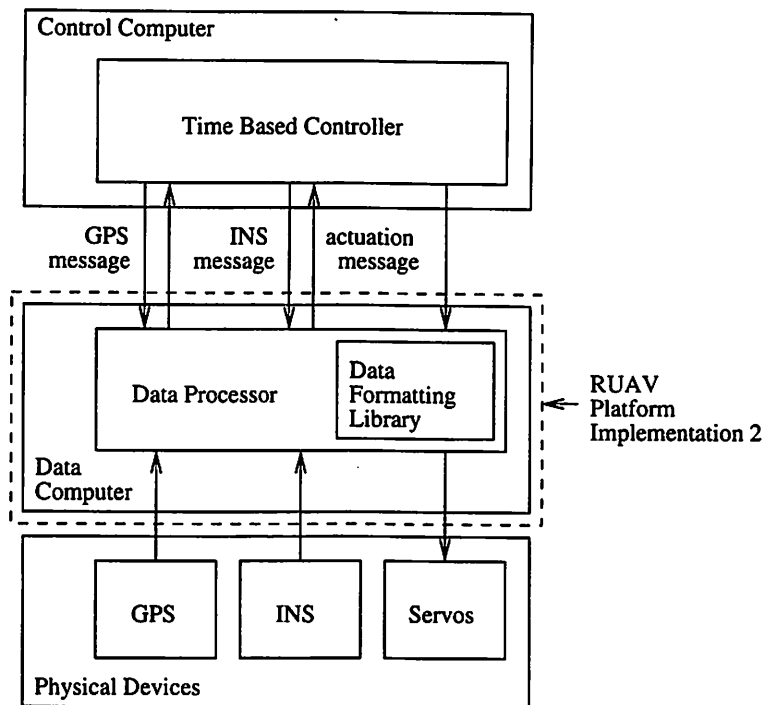 Control Computer
Time Based Controller
GPS
message
INS
message
actuation
message
Data Processor
Data
Formatting
Library
Data
Computer
RUAV
Platform
Implementation 2
GPS
INS
Servos
Physical Devices